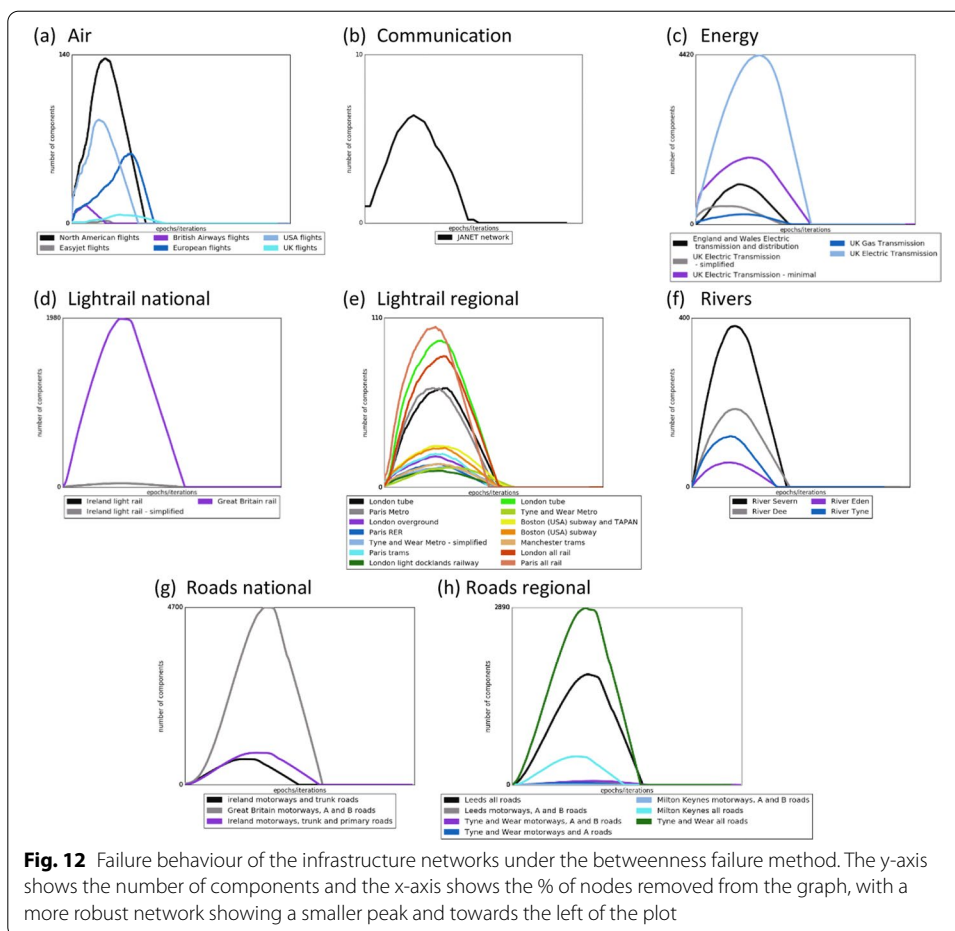 (a) Air
140
number of components
0
epochs/iterations
North American flights
Easyjet flights
British Airways flights
European flights
USA flights
UK flights
(b) Communication
10
number of components
0
epochs/iterations
JANET network
(c) Energy
4420
number of components
0
epochs/iterations
England and Wales Electric
transmission and distribution
UK Electric Transmission
- simplified
UK Electric Transmission - minimal
UK Gas Transmission
UK Electric Transmission
(d) Lightrail national
1980
number of components
0
epochs/iterations
Ireland light rail
Ireland light rail - simplified
Great Britain rail
(e) Lightrail regional
110
number of components
0
epochs/iterations
London tube
Paris Metro
London overground
Paris RER
Tyne and Wear Metro - simplified
Paris trams
London light docklands railway
London tube
Tyne and Wear Metro
Boston (USA) subway and TAPAN
Boston (USA) subway
Manchester trams
London all rail
Paris all rail
(f) Rivers
400
number of components
0
epochs/iterations
River Severn
River Dee
River Eden
River Tyne
(g) Roads national
4700
number of components
0
epochs/iterations
ireland motorways and trunk roads
Great Britain motorways, A and B roads
Ireland motorways, trunk and primary roads
(h) Roads regional
2890
number of components
0
epochs/iterations
Leeds all roads
Leeds motorways, A and B roads
Tyne and Wear motorways, A and B roads
Tyne and Wear motorways and A roads
Milton Keynes motorways, A and B roads
Milton Keynes all roads
Tyne and Wear all roads
Fig. 12 Failure behaviour of the infrastructure networks under the betweenness failure method. The y-axis
shows the number of components and the x-axis shows the % of nodes removed from the graph, with a
more robust network showing a smaller peak and towards the left of the plot